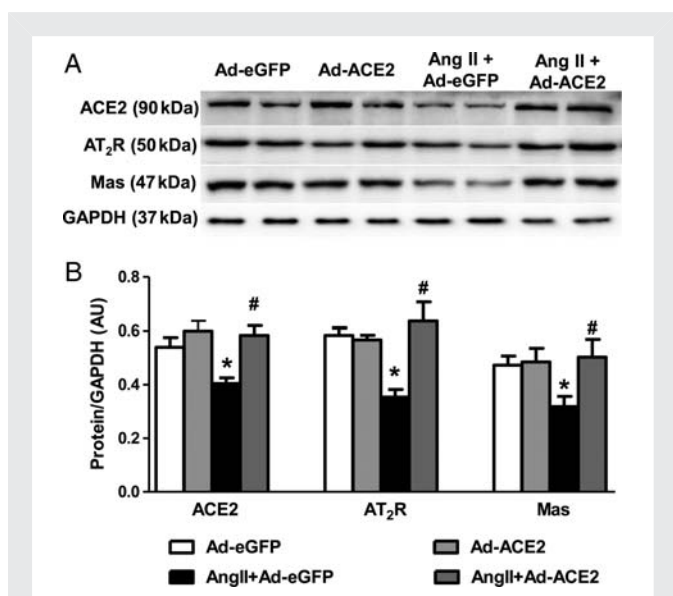 A
Ad-eGFP Ad-ACE2 Ang II + Ad-eGFP Ang II + Ad-ACE2
ACE2 (90 kDa)
AT2R (50 kDa)
Mas (47 kDa)
GAPDH (37 kDa)
B
Protein/GAPDH (AU)
0.8
0.6
0.4
0.2
0.0
* #
* #
* #
ACE2 AT2R Mas
Ad-eGFP Ad-ACE2
AngII+Ad-eGFP AngII+Ad-ACE2